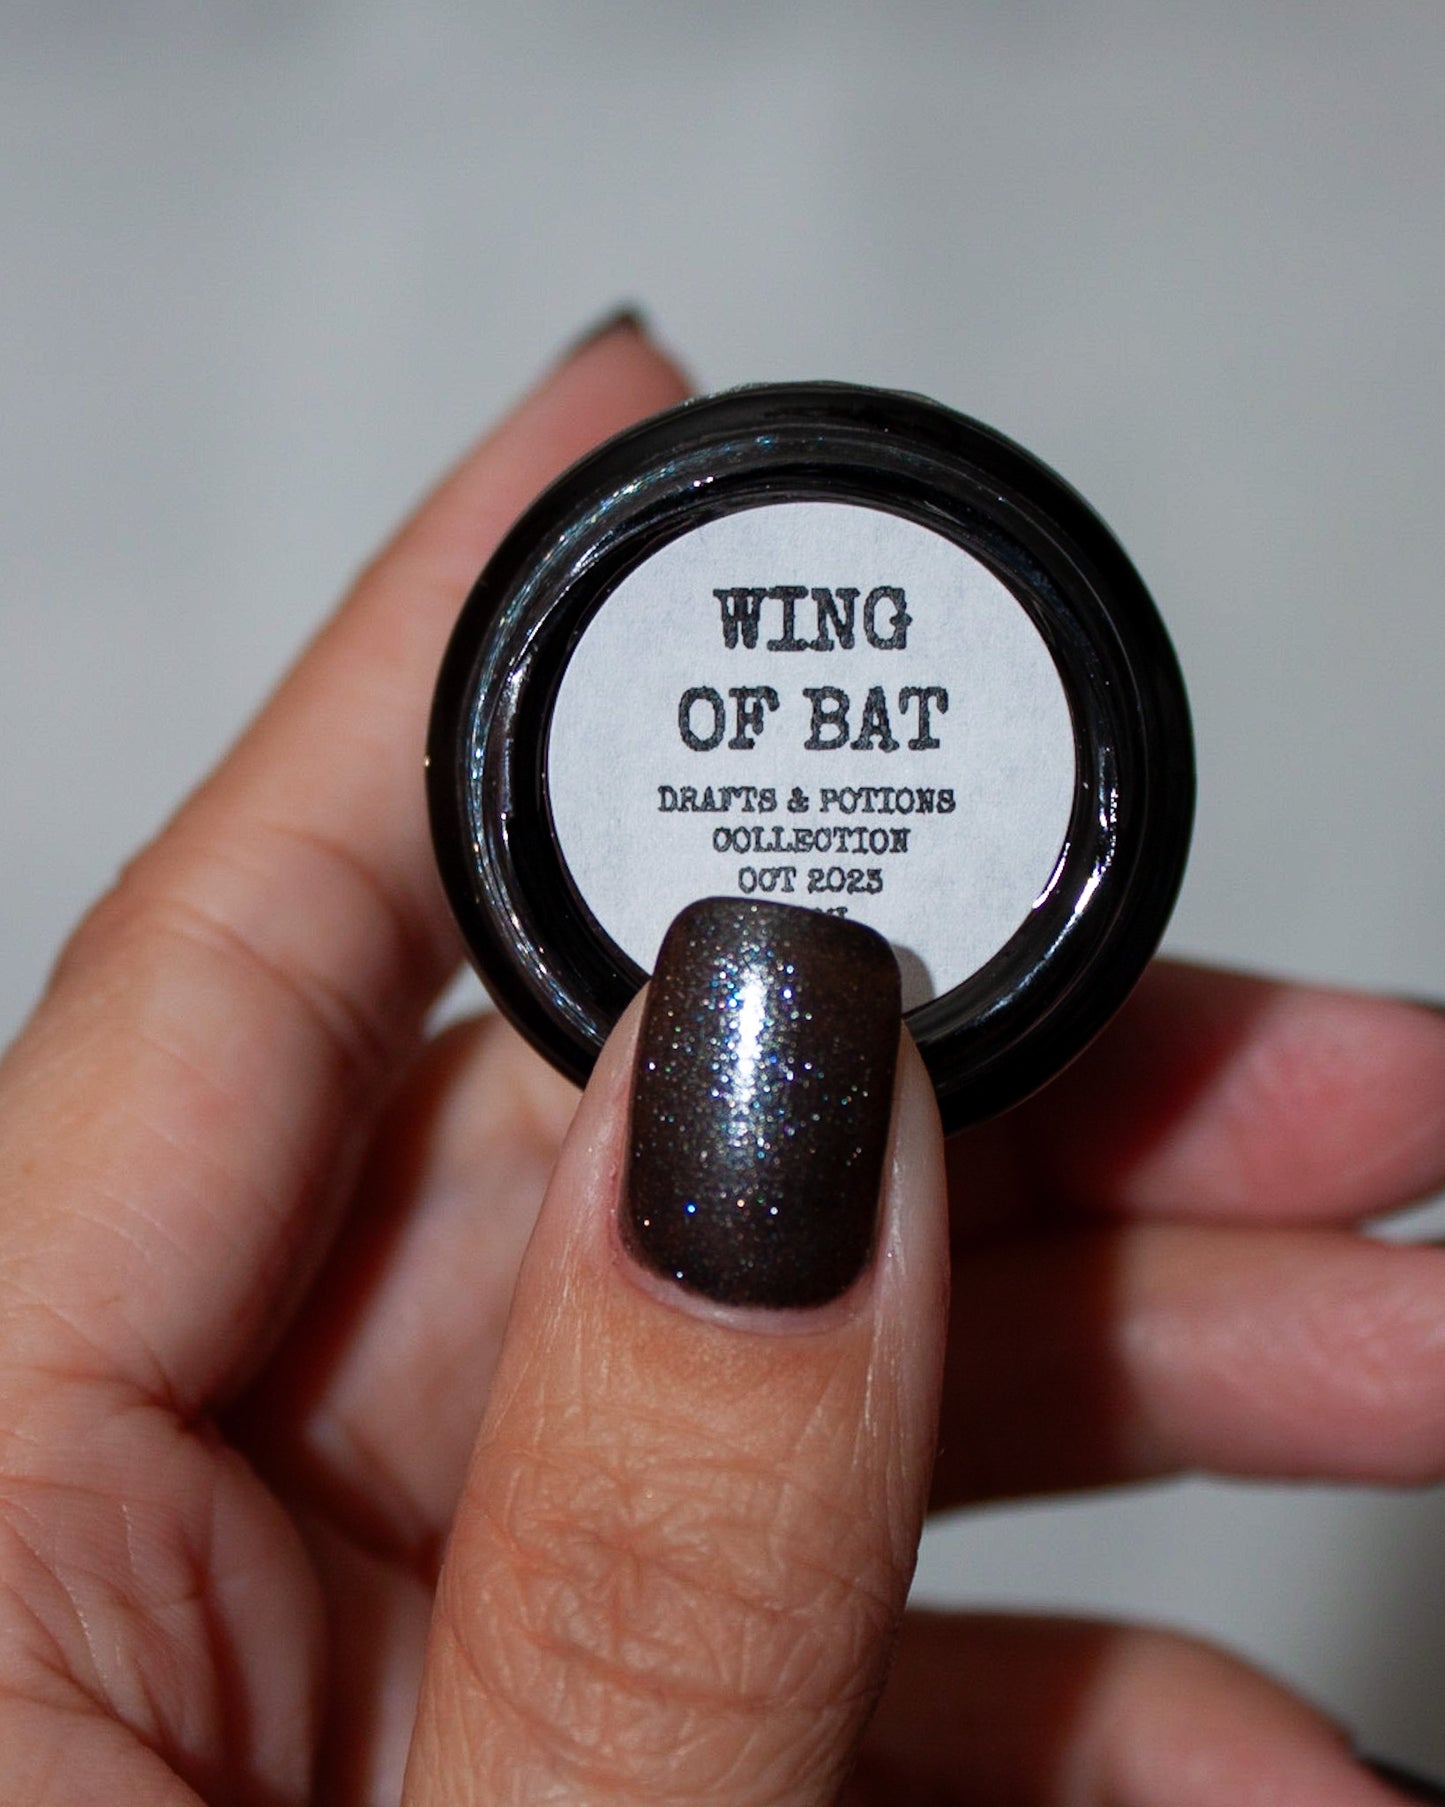 WING
OF BAT
DRAFTS & POTIONS
COLLECTION
OCT 2023